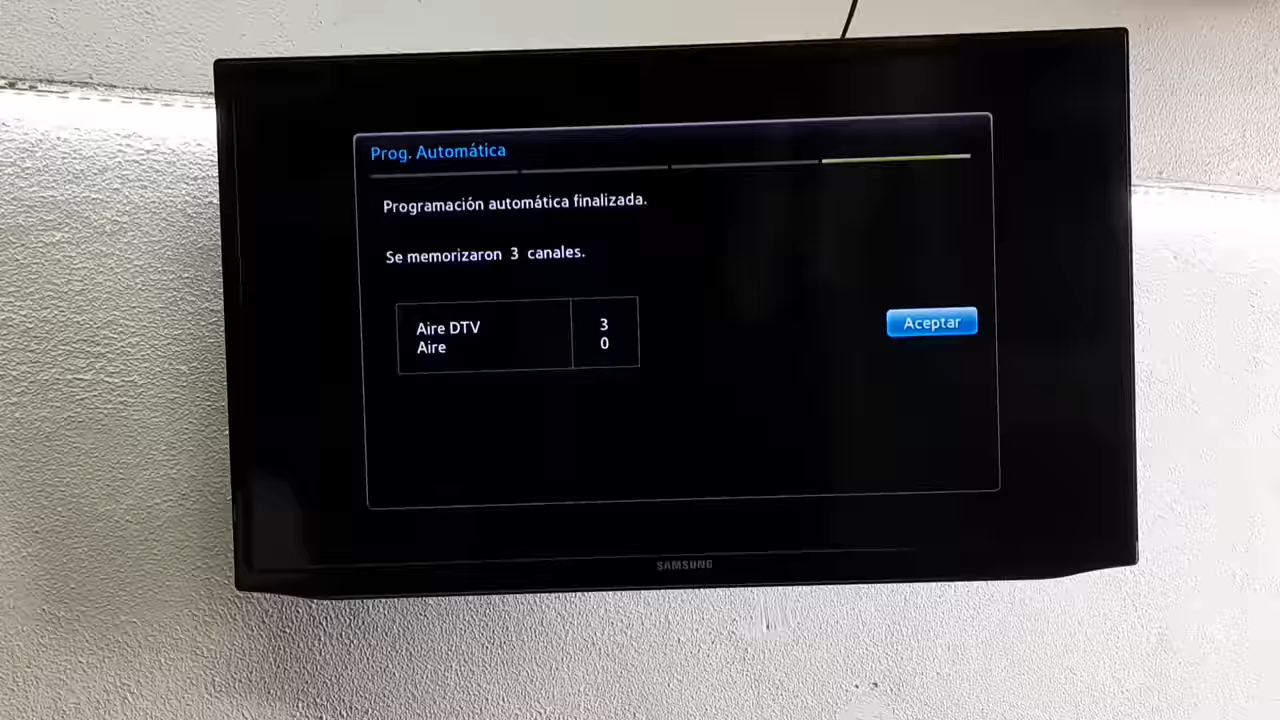 Prog. Automática
Programación automática finalizada.
Se memorizaron 3 canales.
Aire DTV 3
Aire 0
Aceptar
SAMSUNG